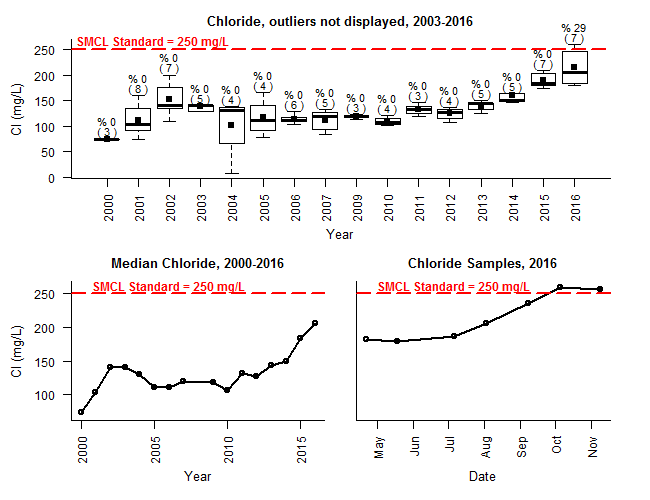 Chloride, outliers not displayed, 2003-2016
SMCL Standard = 250 mg/L
Cl (mg/L)
250
200
150
100
50
0
% 0
( 3 )
% 0
( 8 )
% 0
( 7 )
% 0
( 5 )
% 0
( 4 )
% 0
( 4 )
% 0
( 6 )
% 0
( 5 )
% 0
( 3 )
% 0
( 4 )
% 0
( 3 )
% 0
( 4 )
% 0
( 5 )
% 0
( 5 )
% 0
( 7 )
% 29
( 7 )
2000
2001
2002
2003
2004
2005
2006
2007
2009
2010
2011
2012
2013
2014
2015
2016
Year
Median Chloride, 2000-2016
SMCL Standard = 250 mg/L
Cl (mg/L)
250
200
150
100
2000
2005
2010
2015
Year
Chloride Samples, 2016
SMCL Standard = 250 mg/L
May
Jun
Jul
Aug
Sep
Oct
Nov
Date